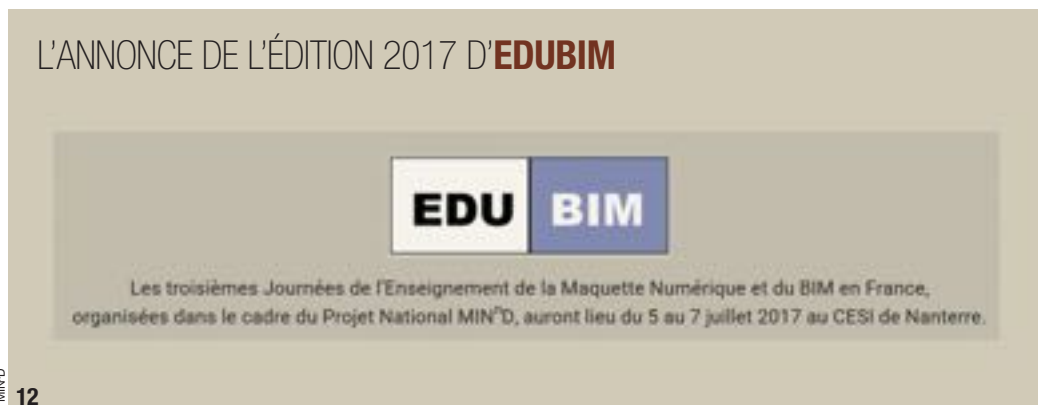 L'ANNONCE DE L'ÉDITION 2017 D'EDUBIM
EDU BIM
Les troisièmes Journées de l'Enseignement de la Maquette Numérique et du BIM en France,
organisées dans le cadre du Projet National MINⁿD, auront lieu du 5 au 7 juillet 2017 au CESI de Nanterre.
12